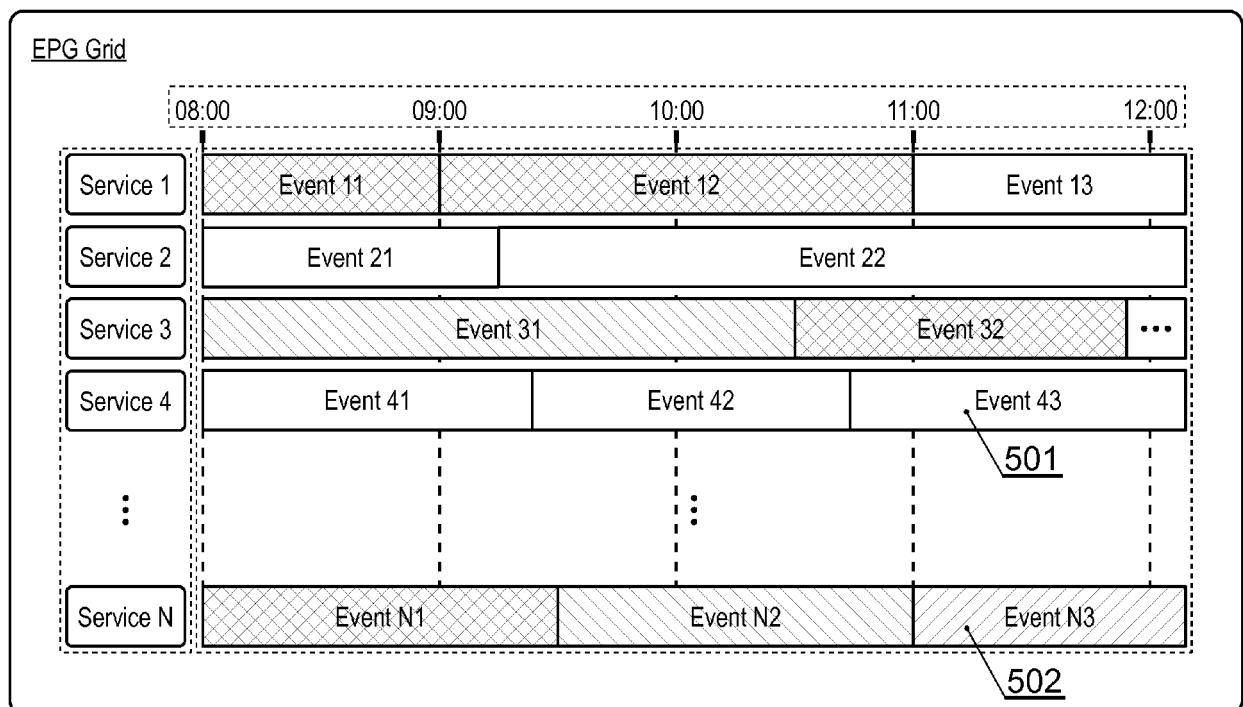 EPG Grid
08:00 09:00 10:00 11:00 12:00
Service 1 Event 11 Event 12 Event 13
Service 2 Event 21 Event 22
Service 3 Event 31 Event 32 •••
Service 4 Event 41 Event 42 Event 43
501
Service N Event N1 Event N2 Event N3
502